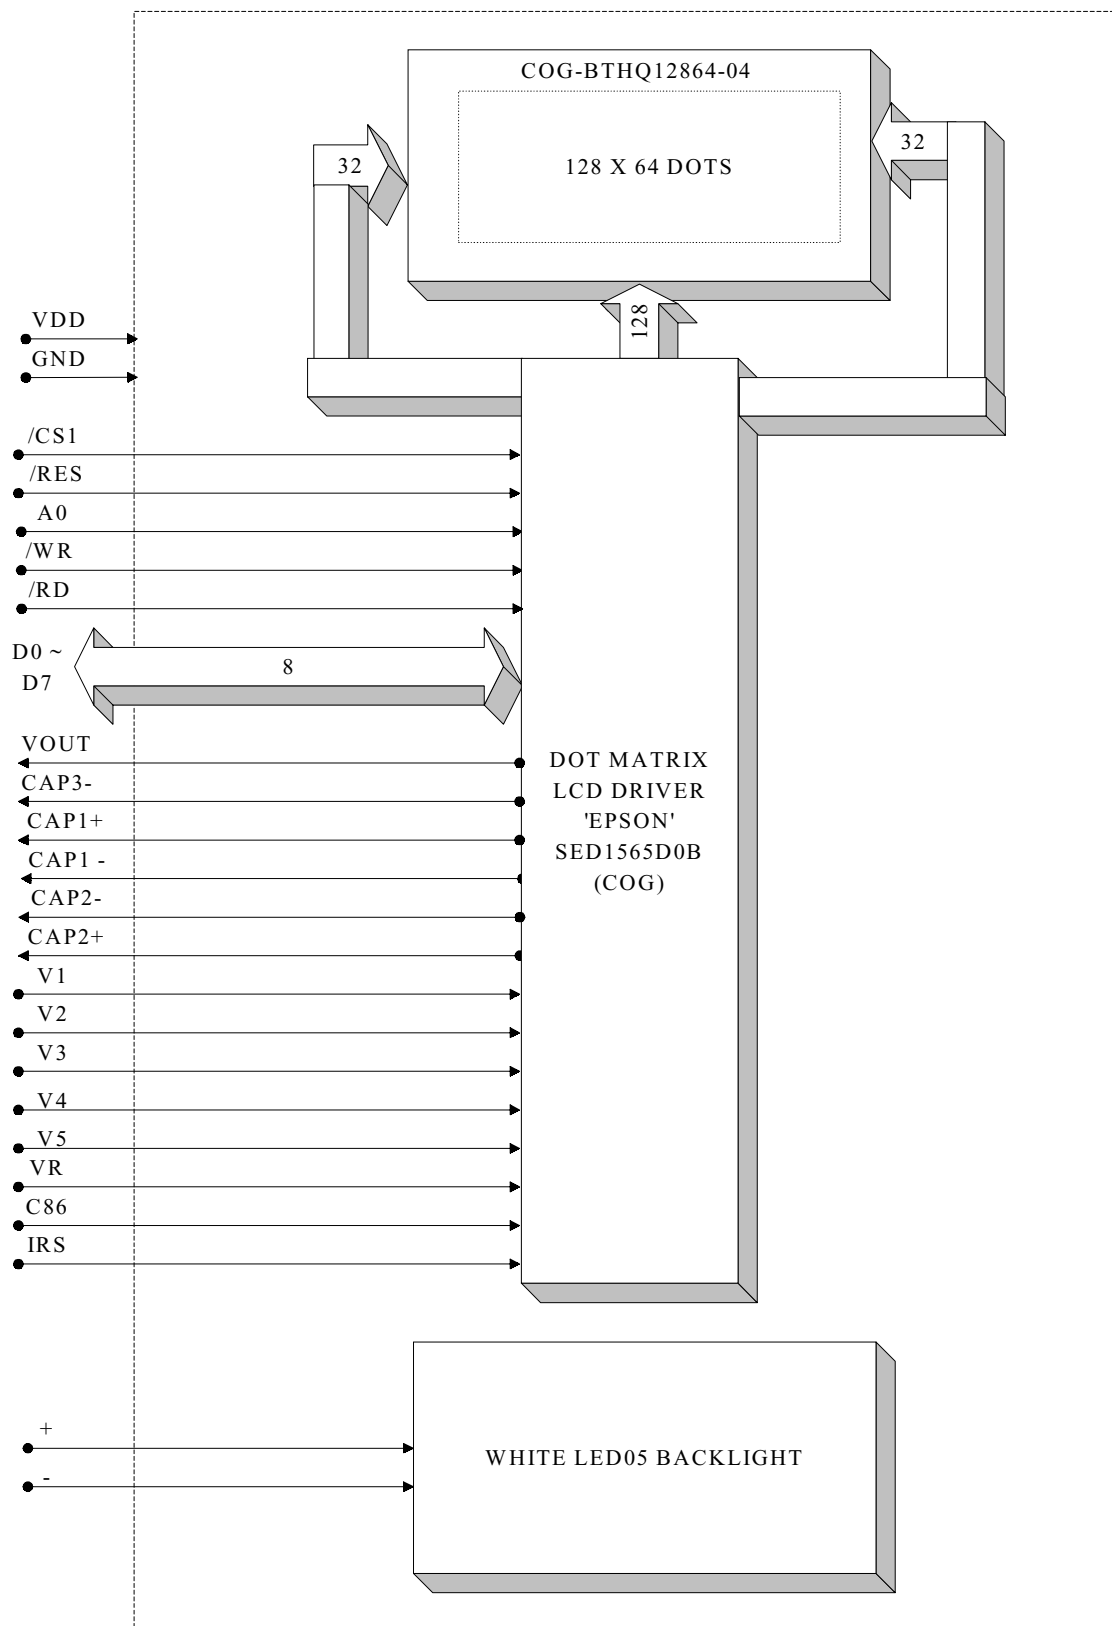 COG-BTHQ12864-04
32
32
128 X 64 DOTS
128
VDD
GND
/CS1
/RES
A0
/WR
/RD
D0 ~
D7
8
VOUT
CAP3-
CAP1+
CAP1 -
CAP2-
CAP2+
V1
V2
V3
V4
V5
VR
C86
IRS
DOT MATRIX
LCD DRIVER
'EPSON'
SED1565D0B
(COG)
+
-
WHITE LED05 BACKLIGHT